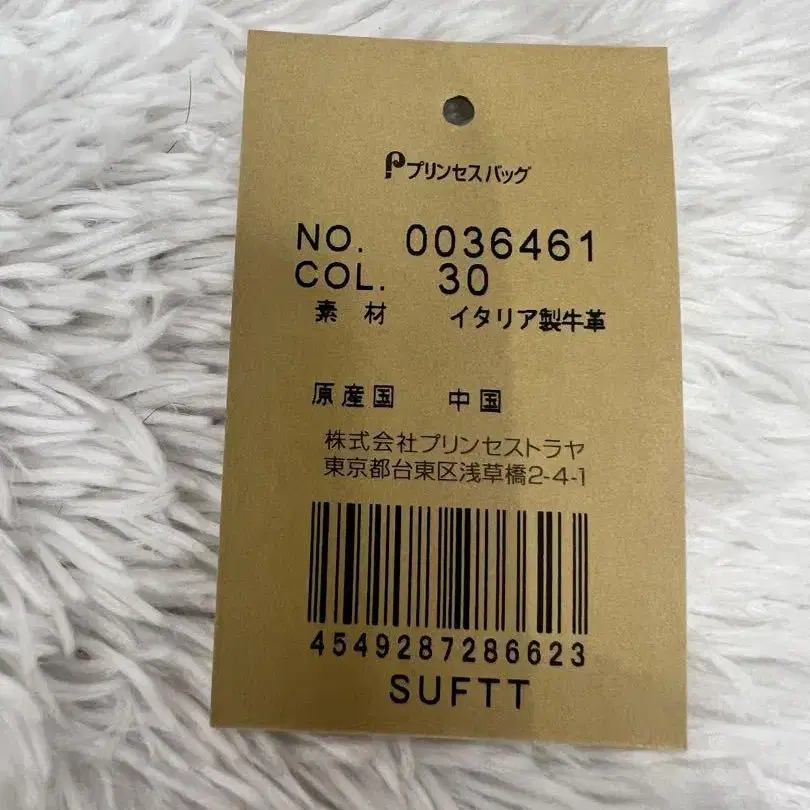 プリンセスバッグ
NO. 0036461
COL. 30
素材 イタリア製牛革
原産国 中国
株式会社プリンセストラヤ
東京都台東区浅草橋2-4-1
4549287286623
SUFTT